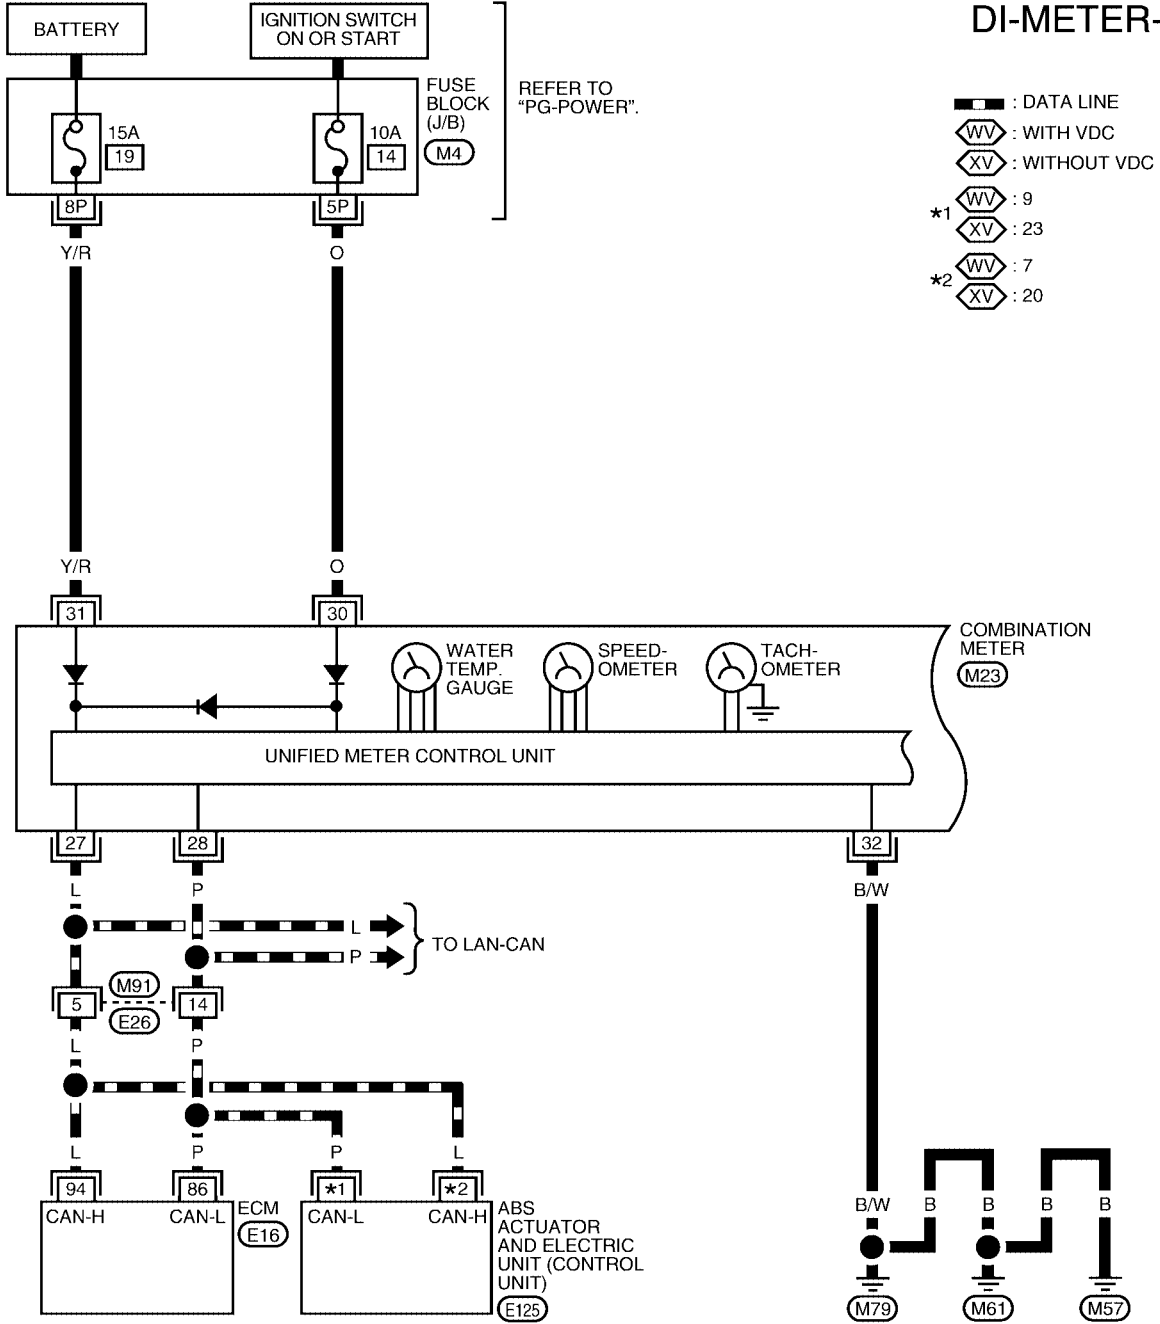 DI-METER-
BATTERY
IGNITION SWITCH
ON OR START
FUSE
BLOCK
(J/B)
M4
REFER TO
“PG-POWER”.
15A
19
10A
14
8P
5P
: DATA LINE
WV : WITH VDC
XV : WITHOUT VDC
*1
WV : 9
XV : 23
*2
WV : 7
XV : 20
Y/R
O
Y/R
O
31
30
WATER
TEMP.
GAUGE
SPEED-
OMETER
TACH-
OMETER
COMBINATION
METER
M23
UNIFIED METER CONTROL UNIT
27
28
32
L
P
B/W
L
P
TO LAN-CAN
M91
5
14
E26
L
P
L
P
P
L
B/W
B
B
B
B
94
86
*1
*2
CAN-H
CAN-L
ECM
E16
CAN-L
CAN-H
ABS
ACTUATOR
AND ELECTRIC
UNIT (CONTROL
UNIT)
E125
M79
M61
M57